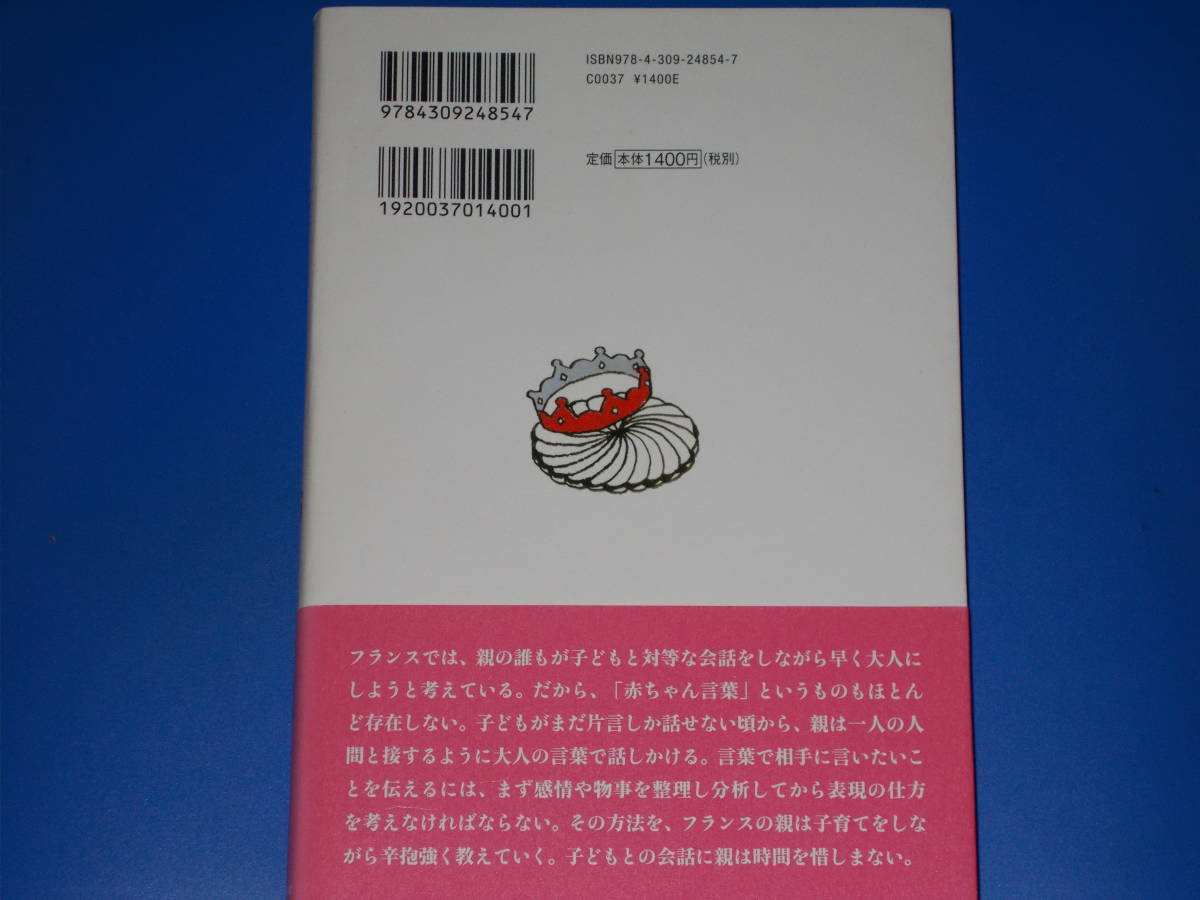 ISBN978-4-309-24854-7
C0037 ¥1400E
9784309248547
定価 本体1400円(税別)
1920037014001
フランスでは、親の誰もが子どもと対等な会話をしながら早く大人に
しようと考えている。だから、「赤ちゃん言葉」というものもほとん
ど存在しない。子どもがまだ片言しか話せない頃から、親は一人の人
間と接するように大人の言葉で話しかける。言葉で相手に言いたいこ
とを伝えるには、まず感情や物事を整理し分析してから表現の仕方
を考えなければならない。その方法を、フランスの親は子育てをしな
がら辛抱強く教えていく。子どもとの会話に親は時間を惜しまない。